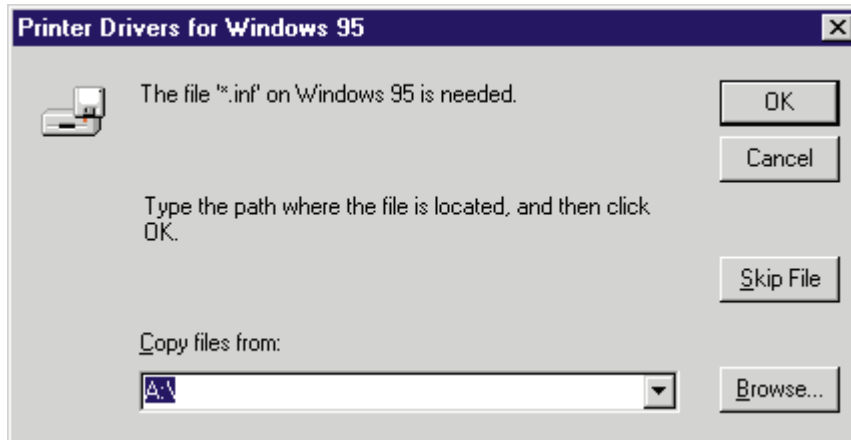 Printer Drivers for Windows 95
The file '*.inf' on Windows 95 is needed.
OK
Cancel
Type the path where the file is located, and then click
OK.
Skip File
Copy files from:
A:\
Browse...